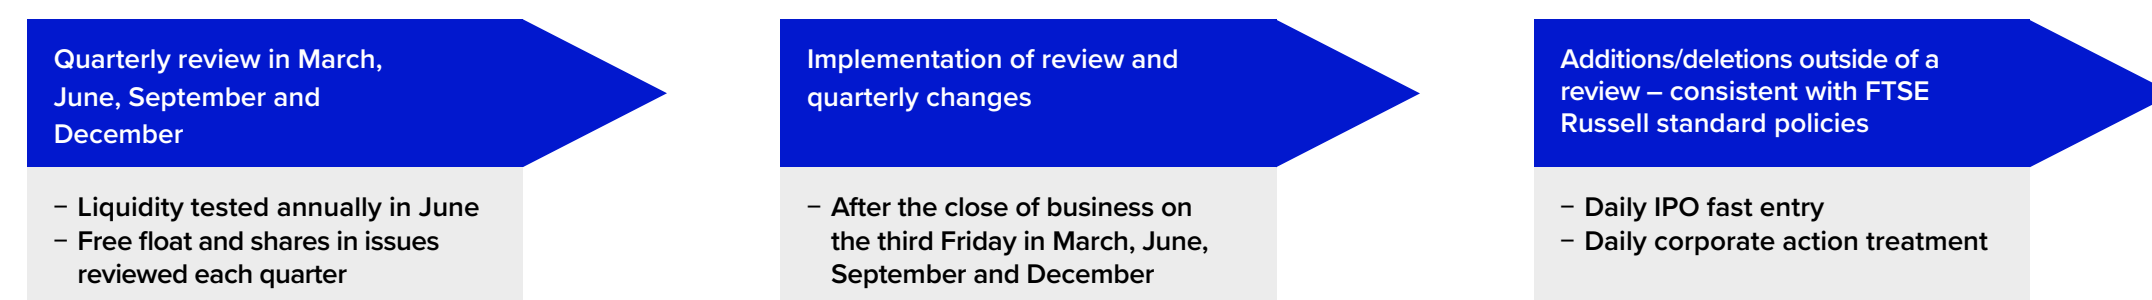 Quarterly review in March,
June, September and
December
– Liquidity tested annually in June
– Free float and shares in issues
reviewed each quarter
Implementation of review and
quarterly changes
– After the close of business on
the third Friday in March, June,
September and December
Additions/deletions outside of a
review – consistent with FTSE
Russell standard policies
– Daily IPO fast entry
– Daily corporate action treatment